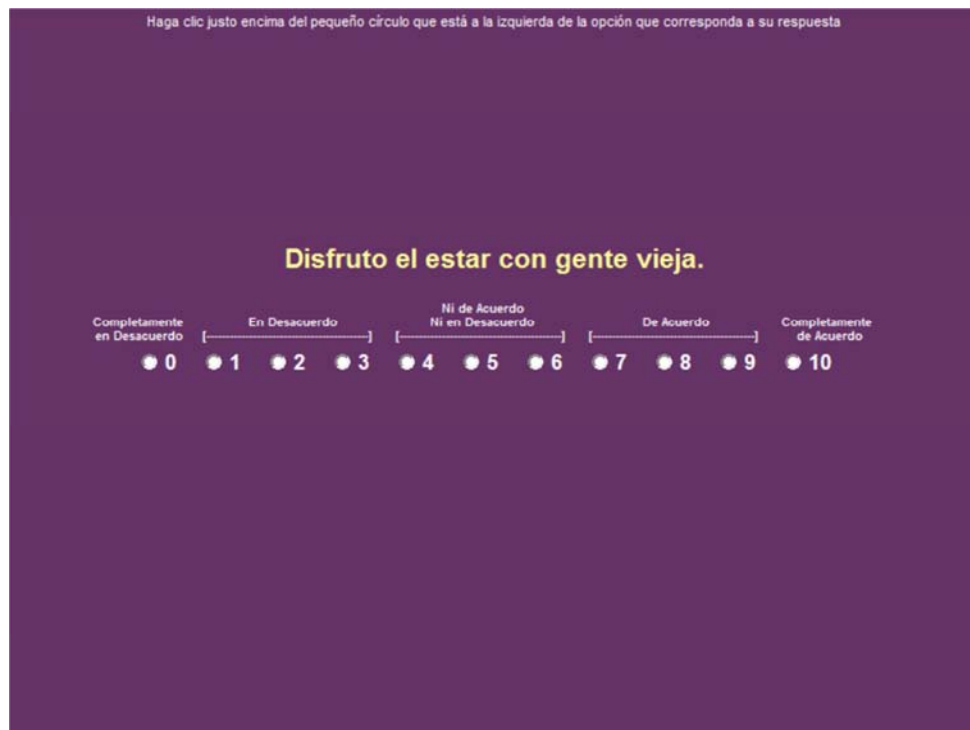 Haga clic justo encima del pequeño círculo que está a la izquierda de la opción que corresponda a su respuesta
Disfruto el estar con gente vieja.
Completamente en Desacuerdo
En Desacuerdo
[-----------------------------------------]
Ni de Acuerdo
Ni en Desacuerdo
[-----------------------------------------]
De Acuerdo
[-----------------------------------------]
Completamente de Acuerdo
0 1 2 3 4 5 6 7 8 9 10